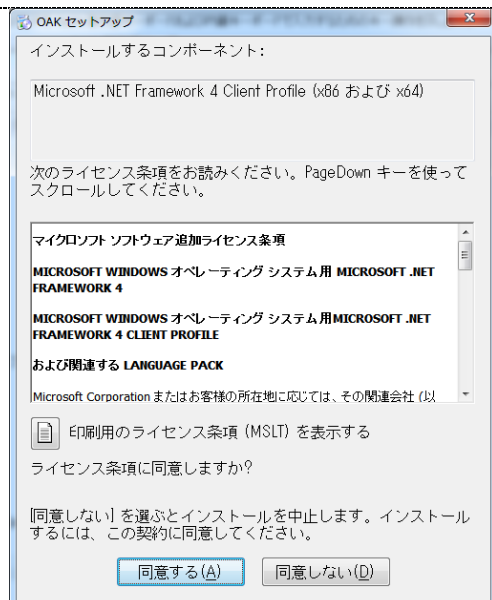 OAK セットアップ
インストールするコンポーネント:
Microsoft .NET Framework 4 Client Profile (x86 および x64)
次のライセンス条項をお読みください。PageDown キーを使って
スクロールしてください。
マイクロソフト ソフトウェア追加ライセンス条項
MICROSOFT WINDOWS オペレーティング システム用 MICROSOFT .NET
FRAMEWORK 4
MICROSOFT WINDOWS オペレーティング システム用MICROSOFT .NET
FRAMEWORK 4 CLIENT PROFILE
および関連する LANGUAGE PACK
Microsoft Corporation またはお客様の所在地に応じては、その関連会社 (以
印刷用のライセンス条項 (MSLT) を表示する
ライセンス条項に同意しますか?
[同意しない] を選ぶとインストールを中止します。インストール
するには、この契約に同意してください。
同意する(A)
同意しない(D)